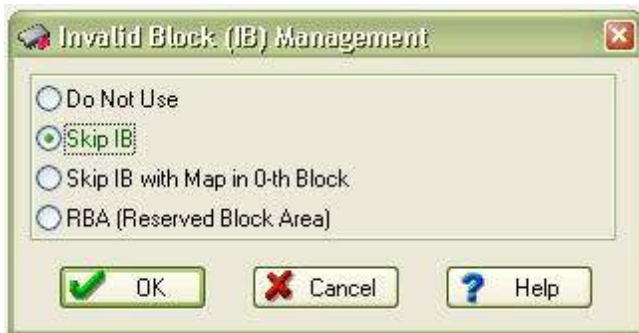 Invalid Block (IB) Management
Do Not Use
Skip IB
Skip IB with Map in 0-th Block
RBA (Reserved Block Area)
OK Cancel Help